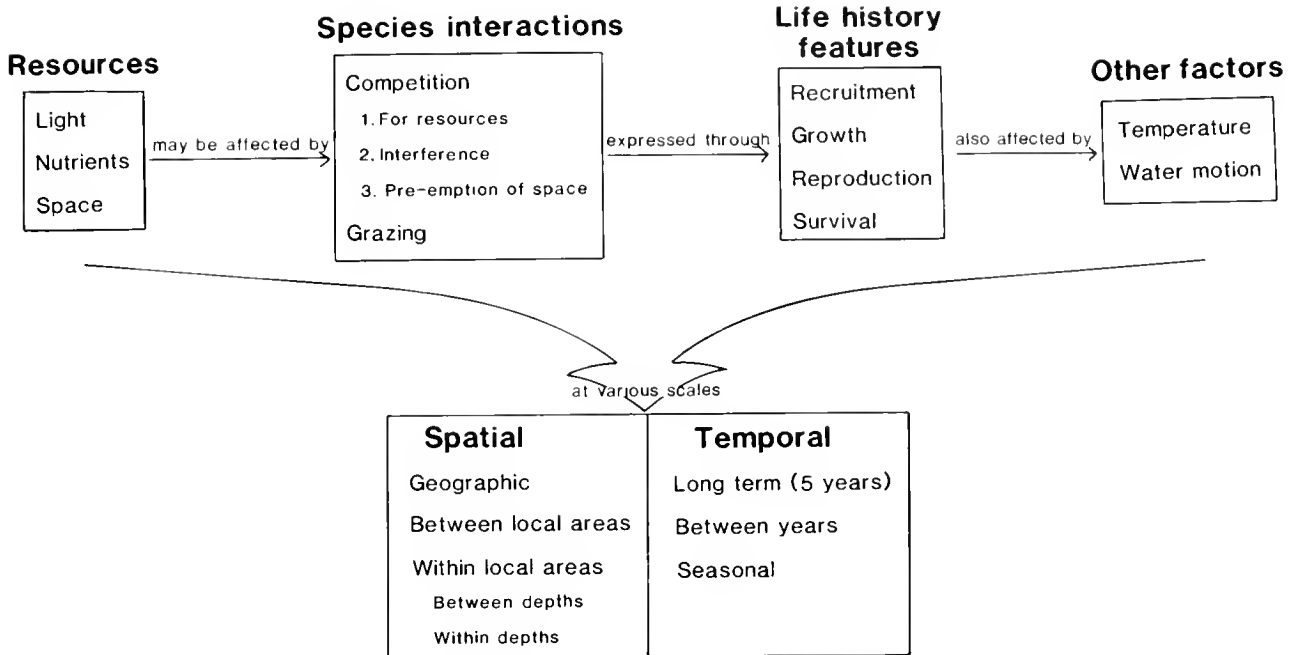 Resources
Light
Nutrients
Space
may be affected by
Species interactions
Competition
1. For resources
2. Interference
3. Pre-emption of space
Grazing
expressed through
Life history
features
Recruitment
Growth
Reproduction
Survival
also affected by
Other factors
Temperature
Water motion
at various scales
Spatial
Geographic
Between local areas
Within local areas
Between depths
Within depths
Temporal
Long term (5 years)
Between years
Seasonal